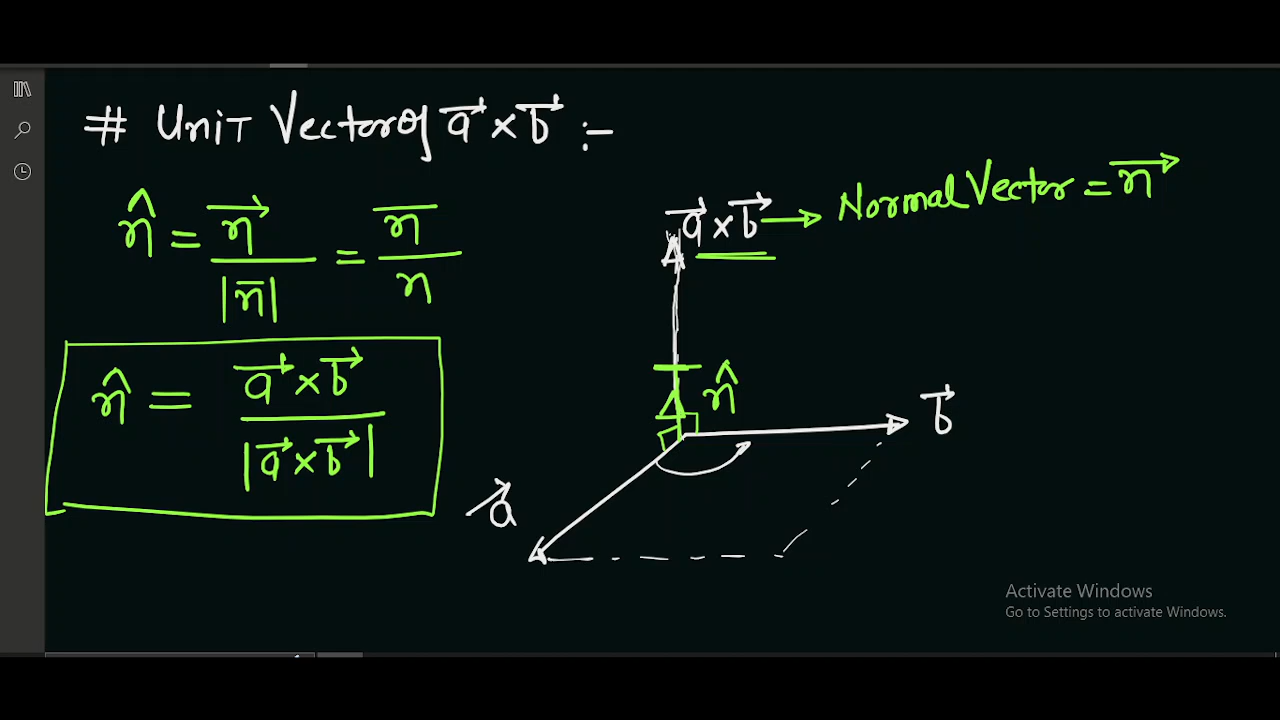 # Unit Vector of a⃗ × b⃗ :-
n̂ = n⃗ / |n̅| = n̅ / n
n̂ = a⃗ × b⃗ / |a⃗ × b⃗|
a⃗ × b⃗ → Normal Vector = n⃗
n̂
b⃗
a⃗
Activate Windows
Go to Settings to activate Windows.